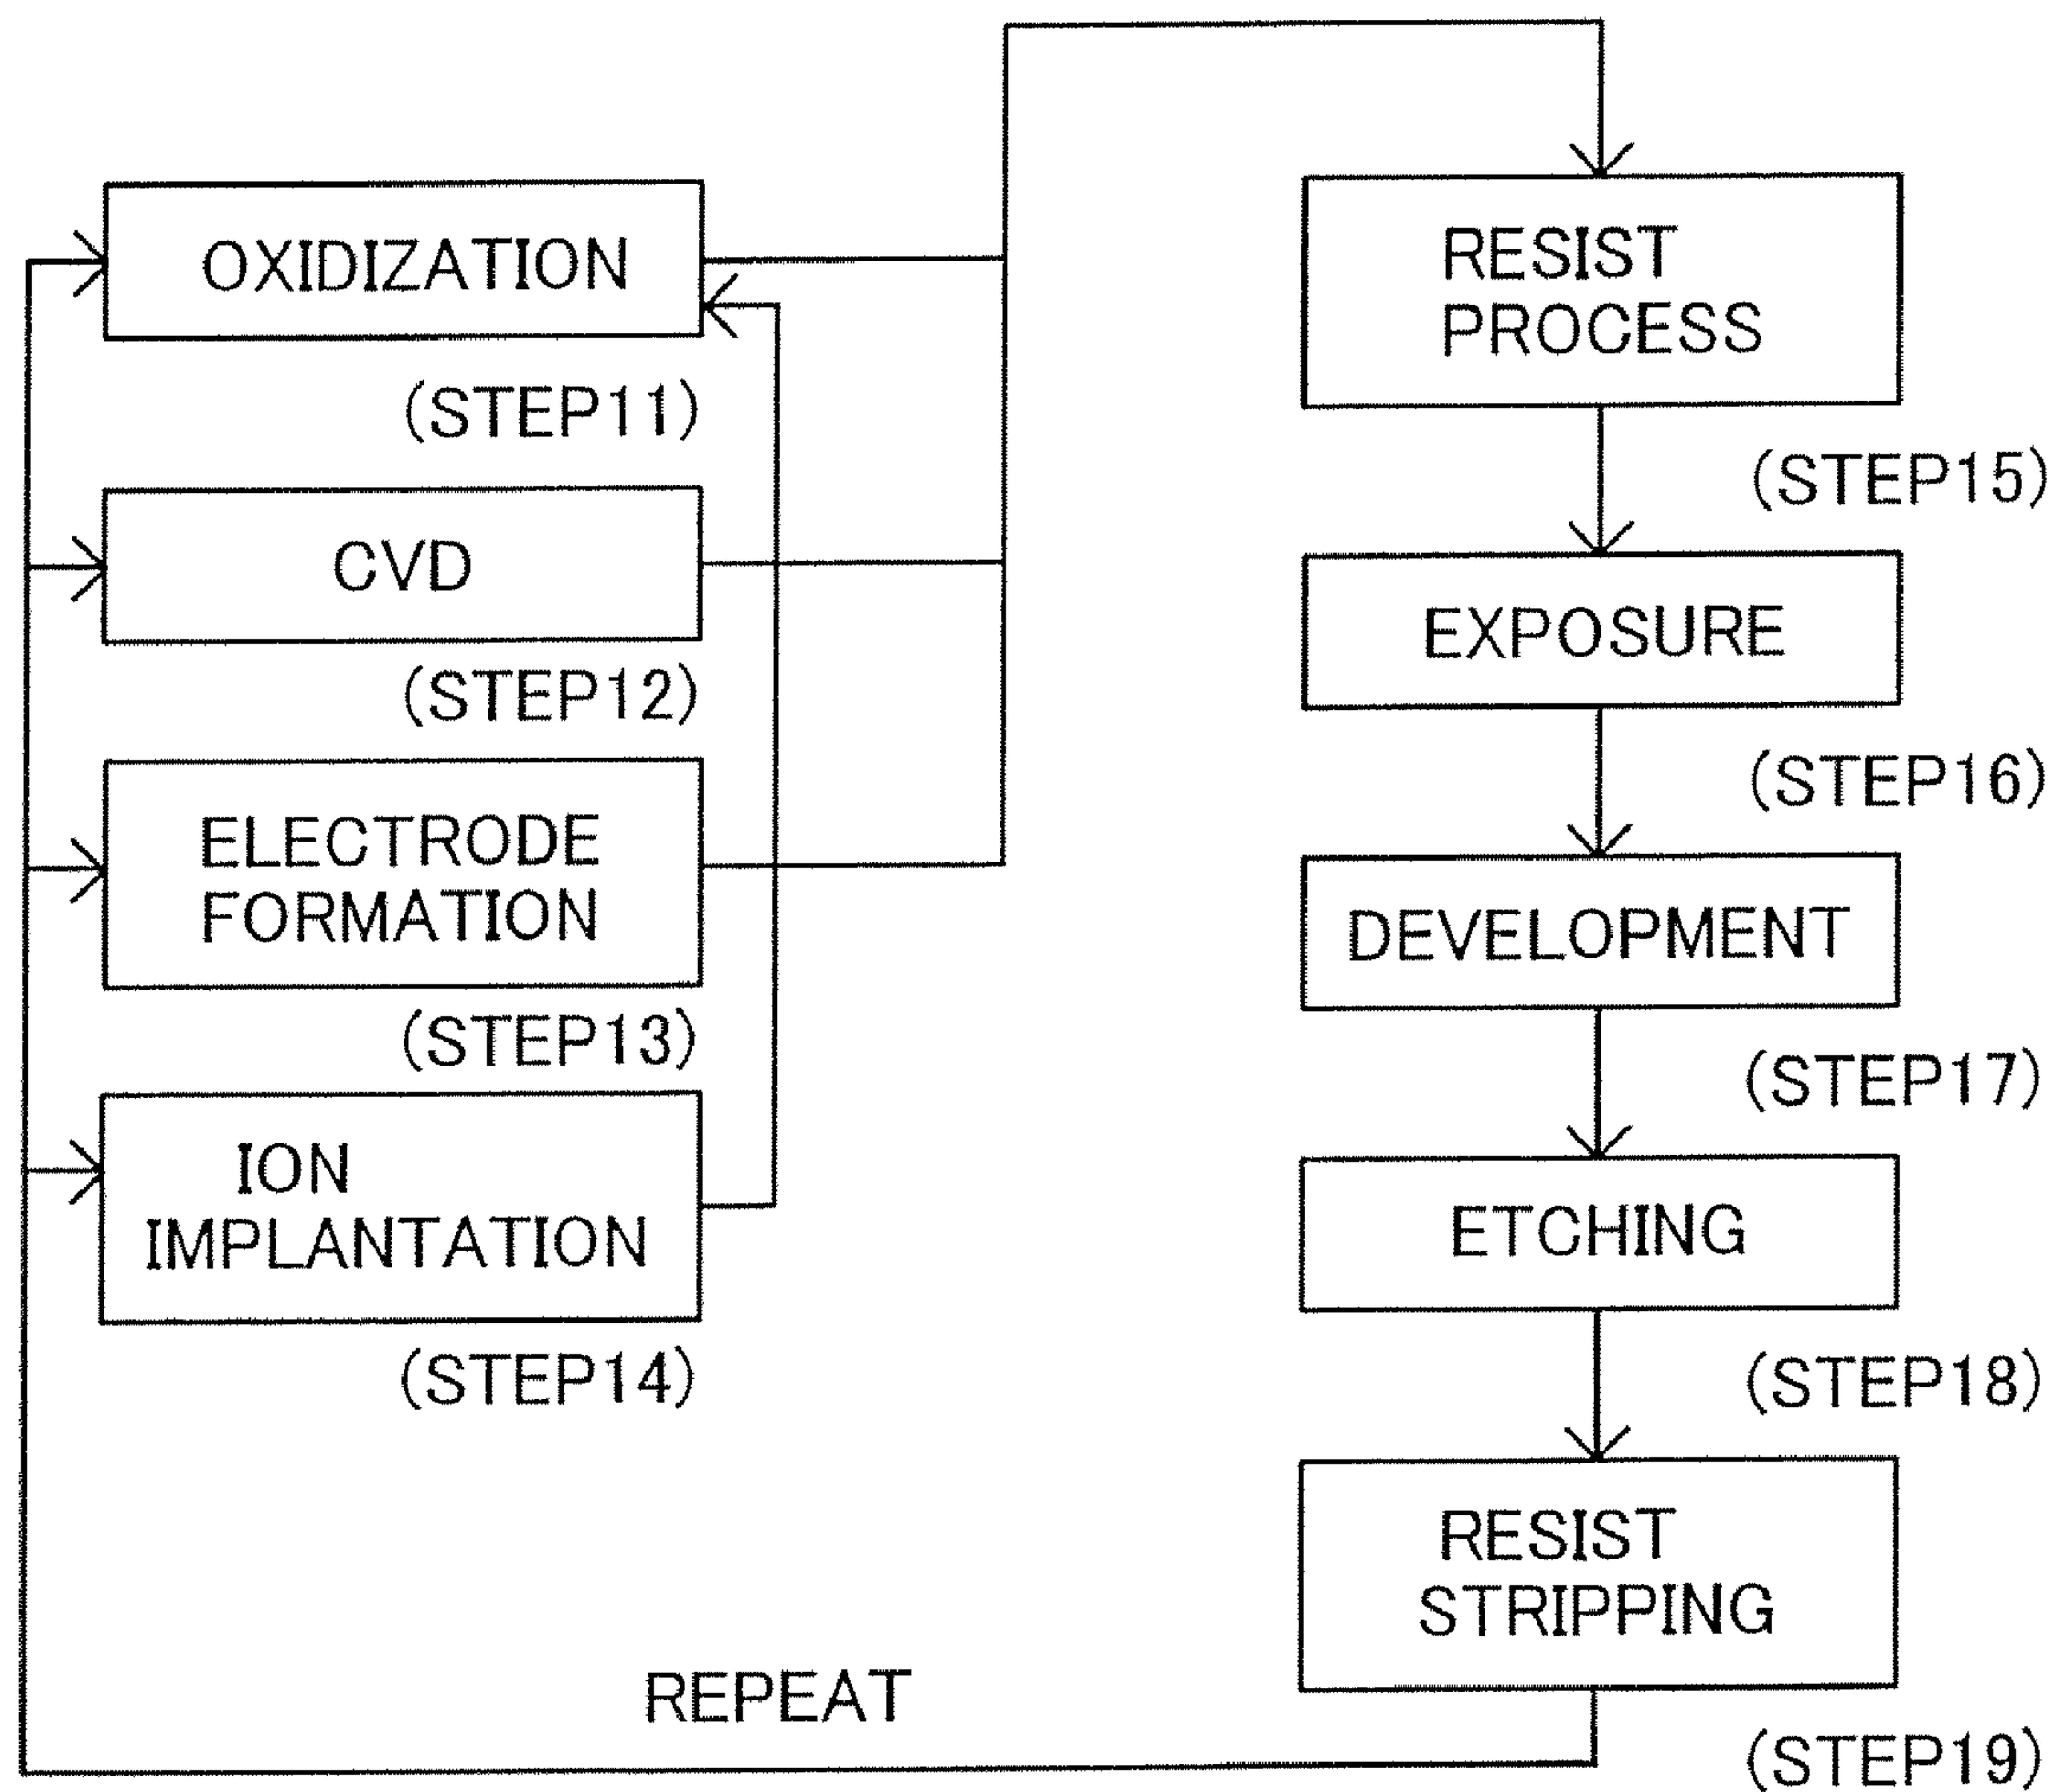 OXIDIZATION
(STEP11)
CVD
(STEP12)
ELECTRODE
FORMATION
(STEP13)
ION
IMPLANTATION
(STEP14)
RESIST
PROCESS
(STEP15)
EXPOSURE
(STEP16)
DEVELOPMENT
(STEP17)
ETCHING
(STEP18)
RESIST
STRIPPING
(STEP19)
REPEAT